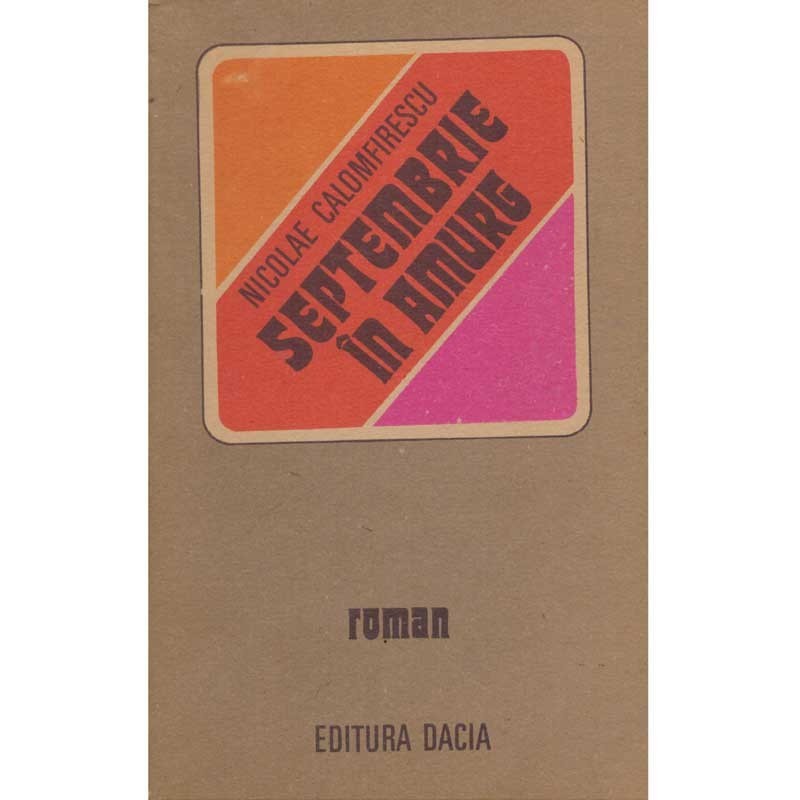 NICOLAE CALOMFIRESCU
SEPTEMBRIE
ÎN AMURG
roman
EDITURA DACIA